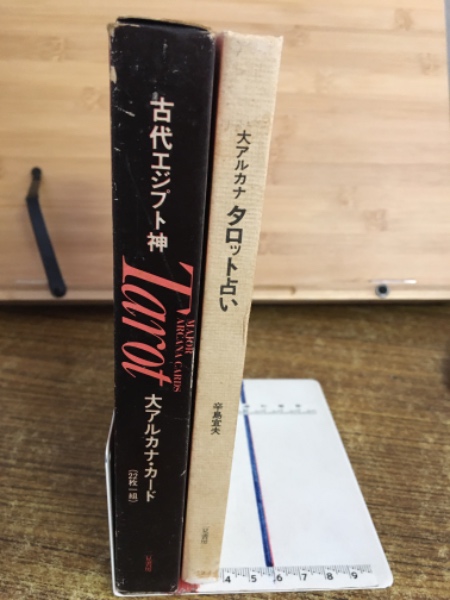 古代エジプト神
Tarot
MAJOR
ARCANA CARDS
大アルカナ・カード
(22枚一組)
大アルカナ
タロット占い
辛島宜夫
4 5 6 7 8 9